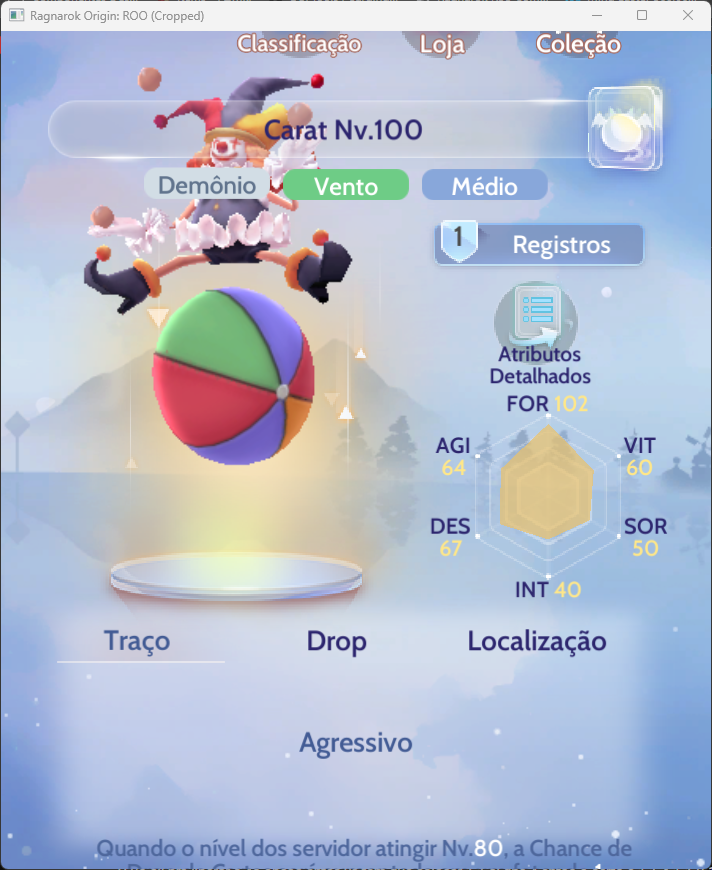 Ragnarok Origin: ROO (Cropped)
Classificação
Loja
Coleção
Carat Nv.100
Demônio
Vento
Médio
1
Registros
Atributos
Detalhados
FOR 102
AGI
64
VIT
60
DES
67
SOR
50
INT 40
Traço
Drop
Localização
Agressivo
Quando o nível dos servidor atingir Nv.80, a Chance de